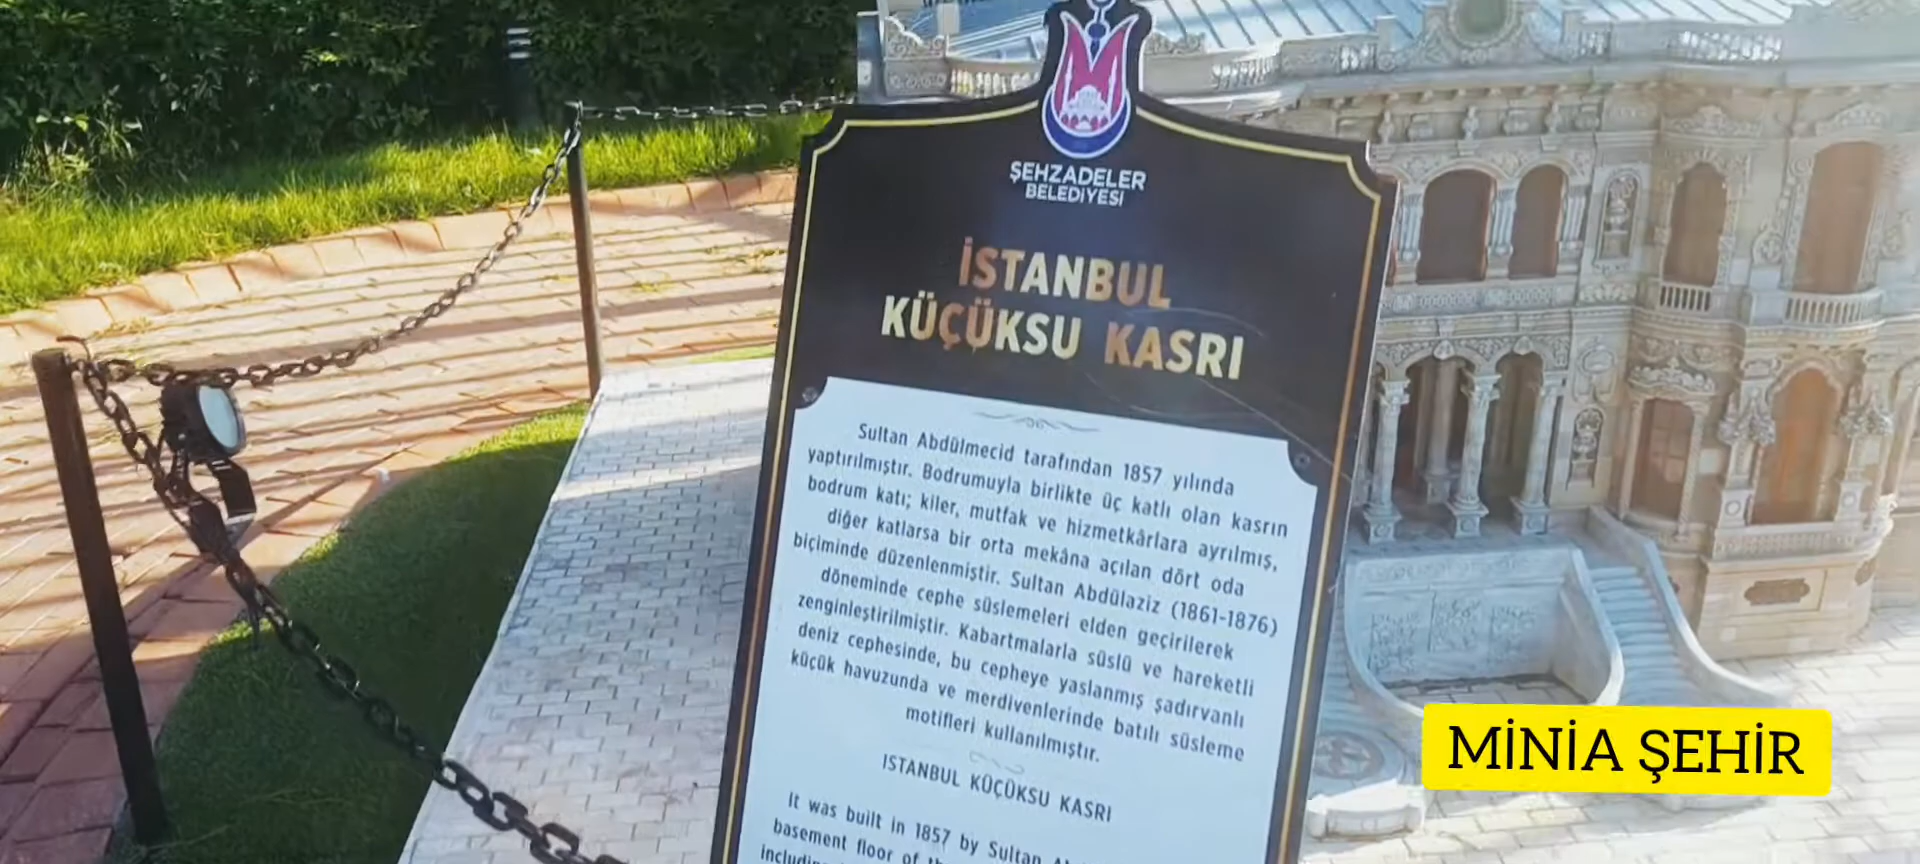 ŞEHZADELER
BELEDİYESİ
İSTANBUL
KÜÇÜKSU KASRI
Sultan Abdülmecid tarafından 1857 yılında
yaptırılmıştır. Bodrumuyla birlikte üç katlı olan kasrın
bodrum katı; kiler, mutfak ve hizmetkârlara ayrılmış,
diğer katlarsa bir orta mekâna açılan dört oda
biçiminde düzenlenmiştir. Sultan Abdülaziz (1861-1876)
döneminde cephe süslemeleri elden geçirilerek
zenginleştirilmiştir. Kabartmalarla süslü ve hareketli
deniz cephesinde, bu cepheye yaslanmış şadırvanlı
küçük havuzunda ve merdivenlerinde batılı süsleme
motifleri kullanılmıştır.
ISTANBUL KÜÇÜKSU KASRI
It was built in 1857 by Sultan
basement floor of
MİNİA ŞEHİR